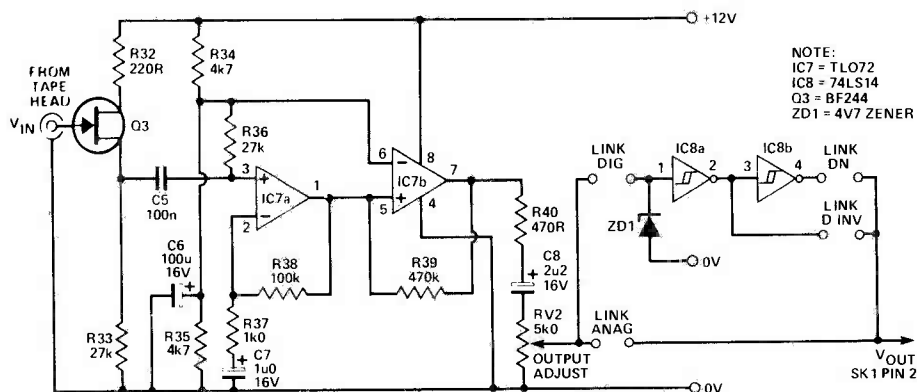 +12V
R32
220R
R34
4k7
FROM
TAPE
HEAD
VIN
Q3
R36
27k
C5
100n
3
+
IC7a
1
−
2
6
−
8
IC7b
7
+
5
4
R40
470R
C8
2u2
16V
+
C6
100u
16V
+
R38
100k
R39
470k
R33
27k
R35
4k7
R37
1k0
C7
1u0
16V
+
RV2
5k0
OUTPUT
ADJUST
NOTE:
IC7 = TLO72
IC8 = 74LS14
Q3 = BF244
ZD1 = 4V7 ZENER
IC8a
IC8b
LINK
DIG
1
2
3
4
LINK
DN
LINK
D INV
ZD1
0V
LINK
ANAG
VOUT
SK1 PIN 2
0V